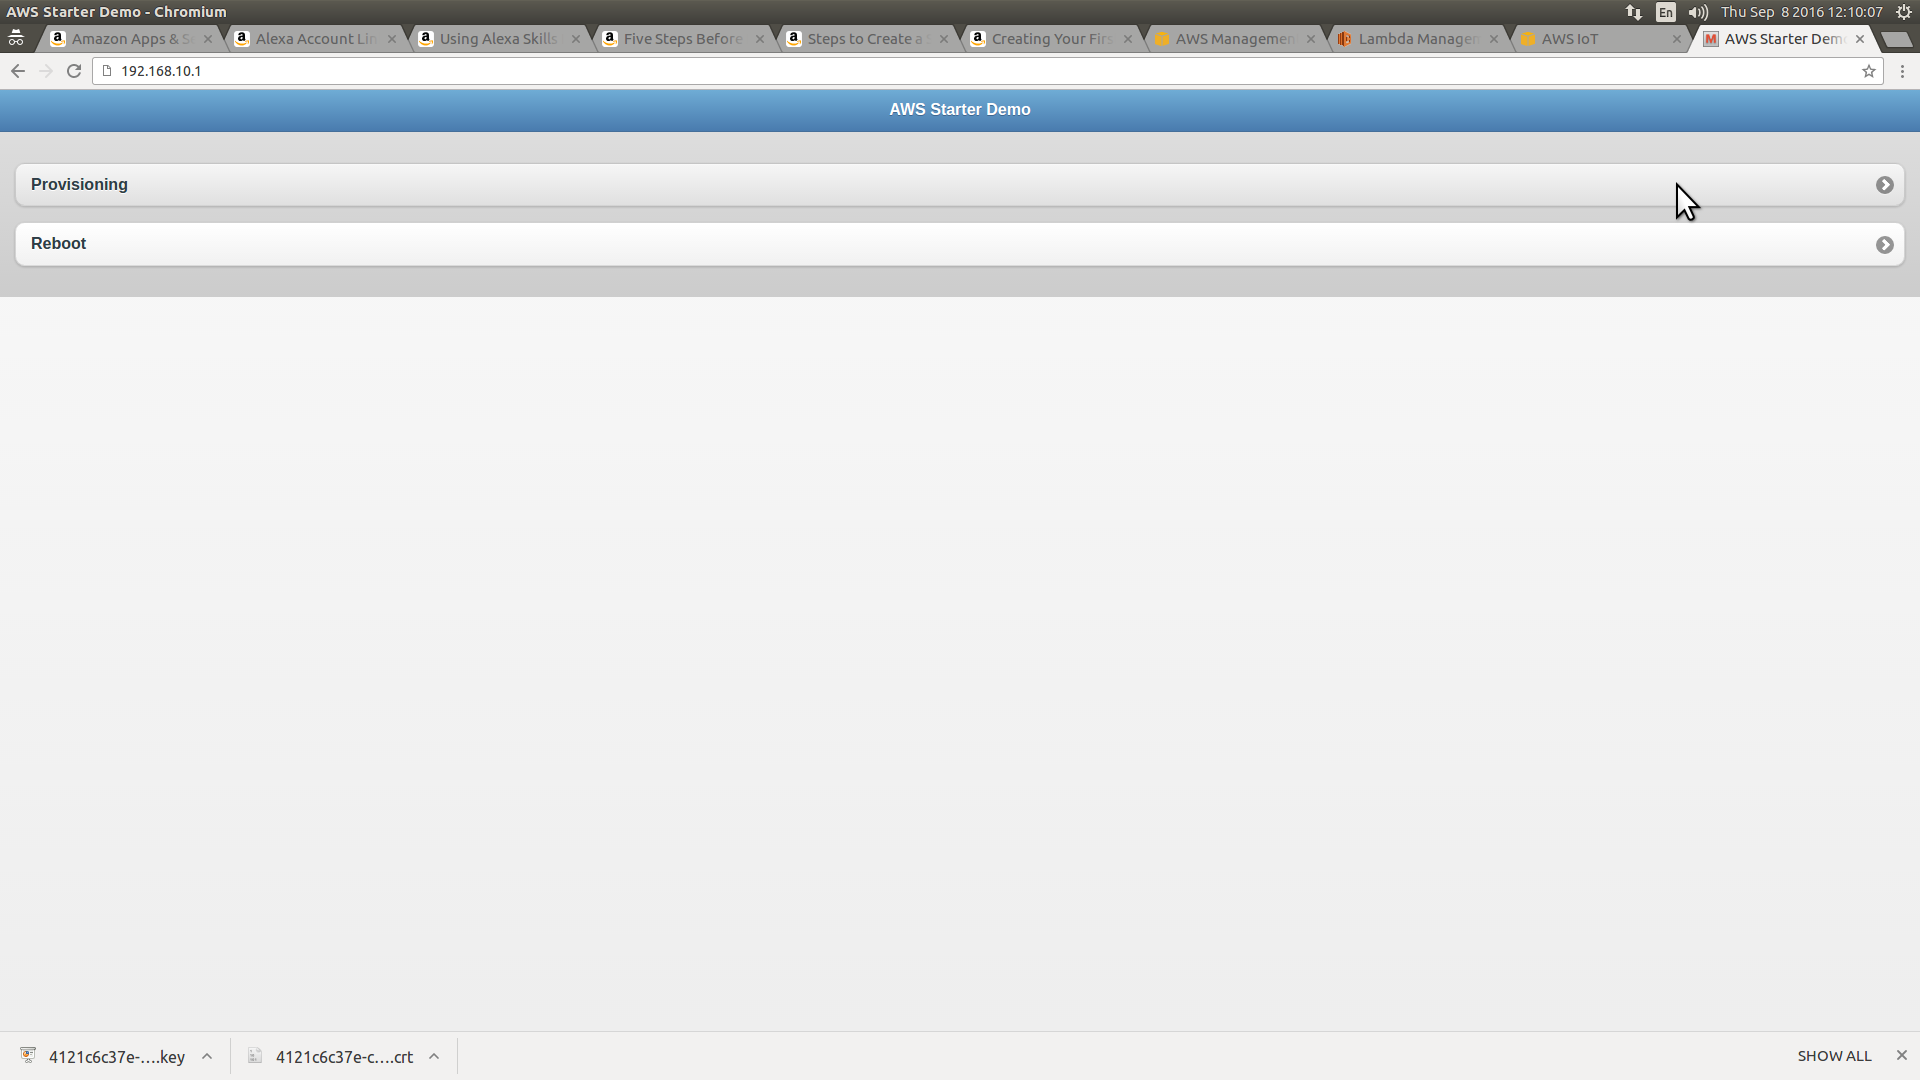 AWS Starter Demo - Chromium
En
Thu Sep 8 2016 12:10:07
Amazon Apps & S
Alexa Account Lin
Using Alexa Skills
Five Steps Before
Steps to Create a
Creating Your Firs
AWS Managemen
Lambda Manager
AWS IoT
AWS Starter Dem
192.168.10.1
AWS Starter Demo
Provisioning
Reboot
4121c6c37e-....key
4121c6c37e-c....crt
SHOW ALL